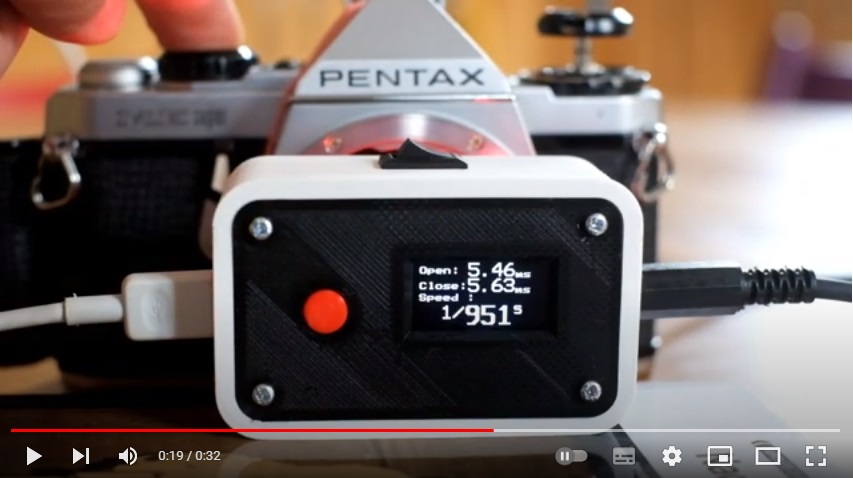 PENTAX
Open: 5.46ms
Close:5.63ms
Speed :
1/951s
0:19 / 0:32